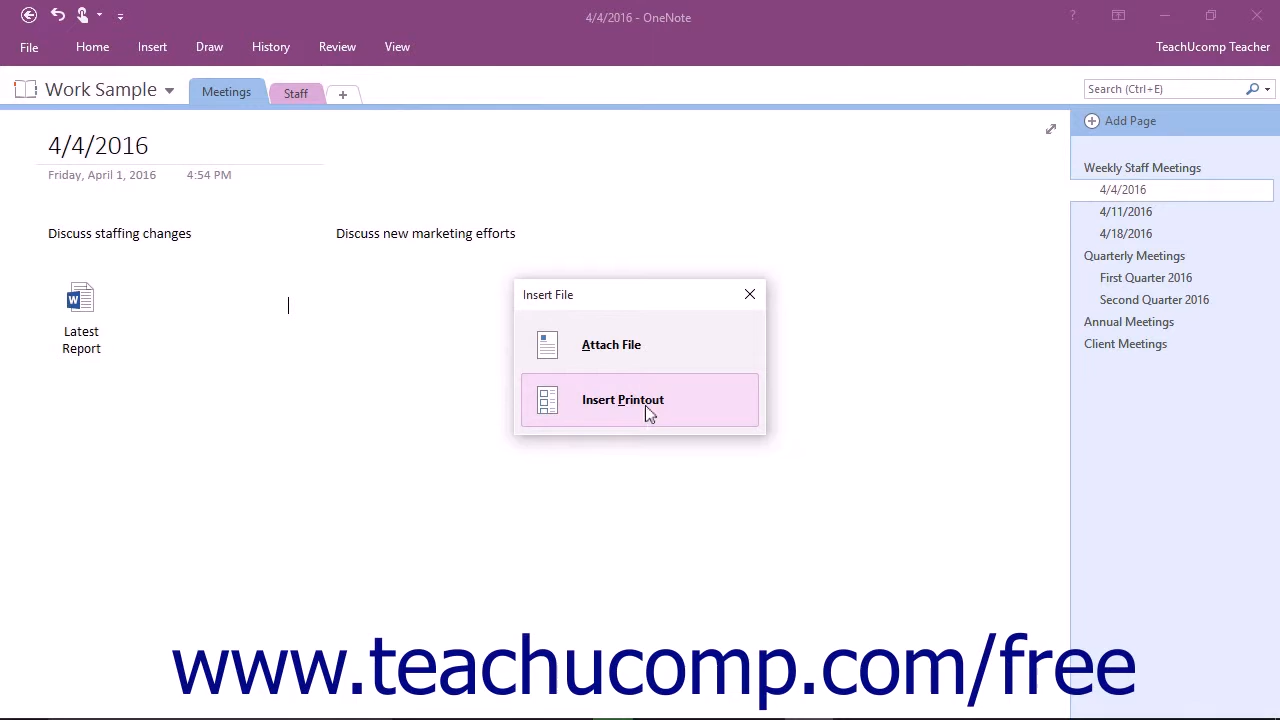 4/4/2016 - OneNote
?
File Home Insert Draw History Review View
TeachUcomp Teacher
Work Sample
Meetings
Staff
+
Search (Ctrl+E)
4/4/2016
Friday, April 1, 2016 4:54 PM
Discuss staffing changes
Discuss new marketing efforts
W
Latest
Report
Insert File
Attach File
Insert Printout
Add Page
Weekly Staff Meetings
4/4/2016
4/11/2016
4/18/2016
Quarterly Meetings
First Quarter 2016
Second Quarter 2016
Annual Meetings
Client Meetings
www.teachucomp.com/free